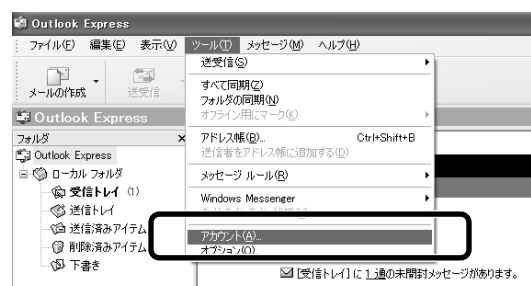 Outlook Express
ファイル(F) 編集(E) 表示(V) ツール(T) メッセージ(M) ヘルプ(H)
メールの作成
送受信
送受信(S)
すべて同期(Z)
フォルダの同期(N)
オフライン用にマーク(K)
アドレス帳(B)... Ctrl+Shift+B
送信者をアドレス帳に追加する(D)
メッセージ ルール(R)
Windows Messenger
アカウント(A)...
オプション(O)...
Outlook Express
フォルダ ×
Outlook Express
ローカル フォルダ
受信トレイ (1)
送信トレイ
送信済みアイテム
削除済みアイテム
下書き
[受信トレイ] に 1 通の未開封メッセージがあります。